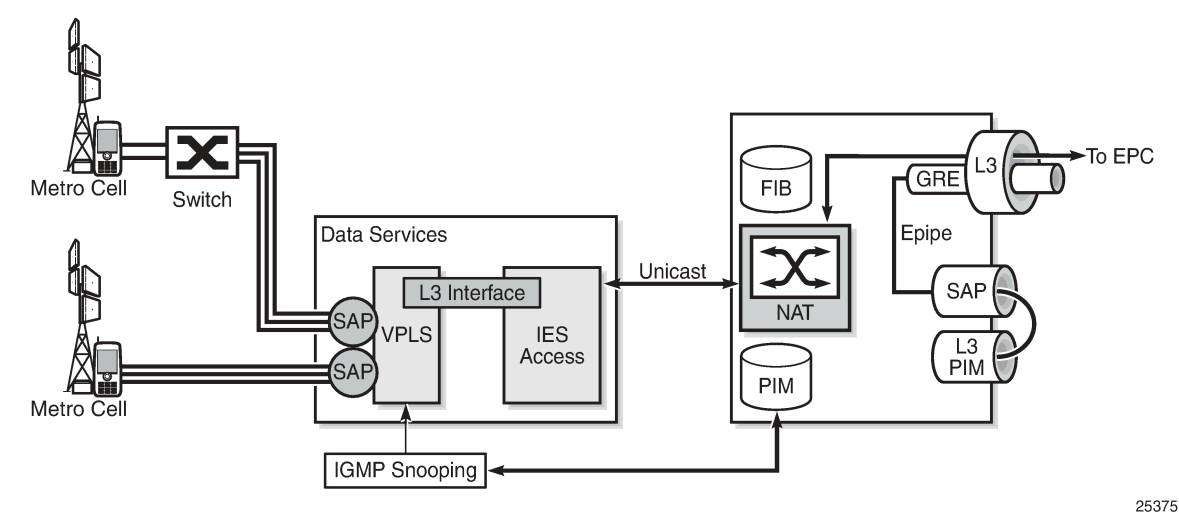 Metro Cell
Switch
Metro Cell
Data Services
SAP
SAP
VPLS
L3 Interface
IES
Access
IGMP Snooping
Unicast
FIB
NAT
PIM
GRE
L3
To EPC
Epipe
SAP
L3
PIM
25375